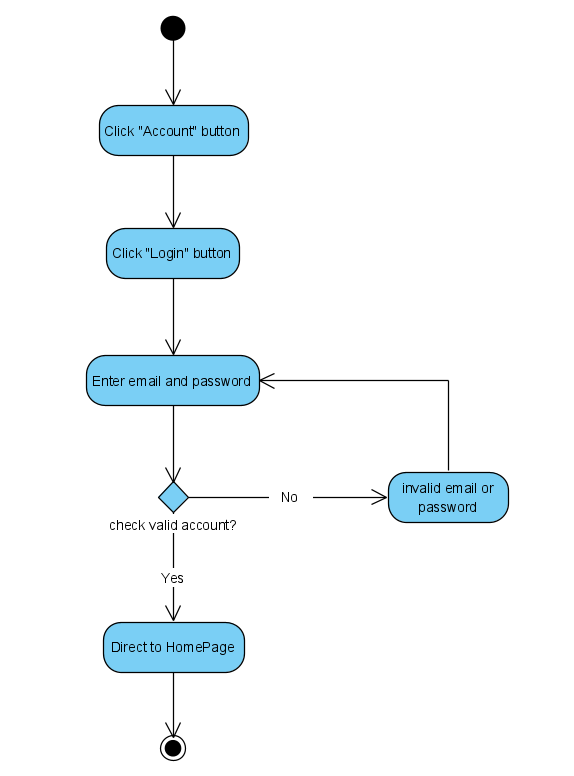 Click "Account" button
Click "Login" button
Enter email and password
No
invalid email or
password
check valid account?
Yes
Direct to HomePage